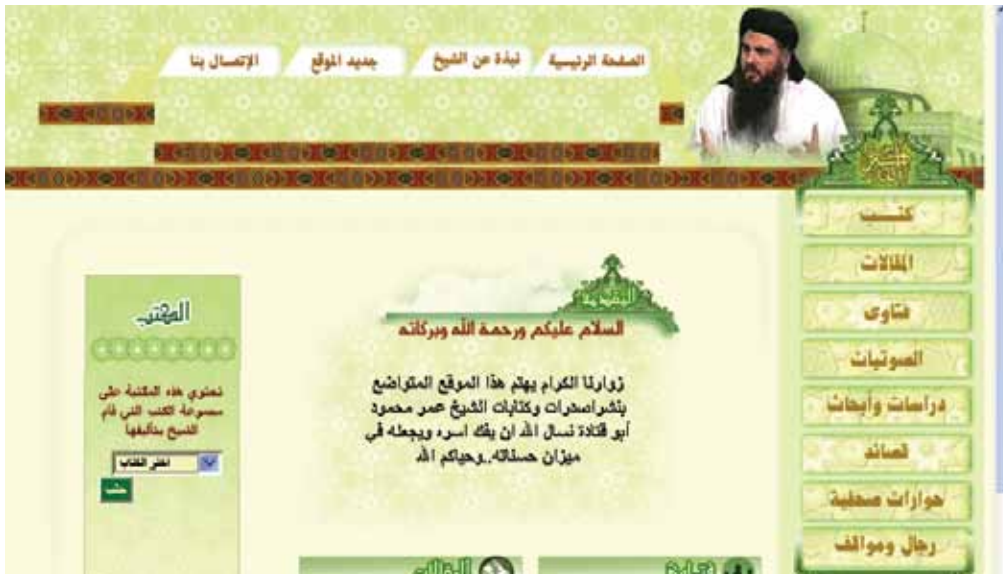 الصفحة الرئيسية
نبذة عن الشيخ
جديد الموقع
الإتصال بنا
كتب
المقالات
فتاوى
الصوتيات
دراسات وأبحاث
قصائد
حوارات صحفية
رجال ومواقف
المقدمة
السلام عليكم ورحمة الله وبركاته
زوارنا الكرام يهتم هذا الموقع المتواضع
بنشراصدرات وكتابات الشيخ عمر محمود
أبو قتادة نسال الله ان يفك اسره ويجعله في
ميزان حسناته..وحياكم الله
الكتب
تحتوي هذه المكتبة على
مجموعة الكتب التي قام
الشيخ بتأليفها
اختر الكتاب